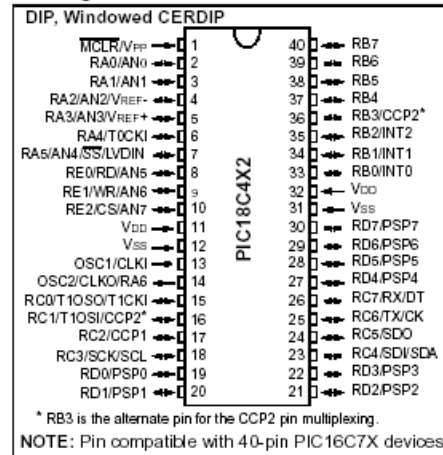 DIP, Windowed CERDIP
MCLR/VPP 1 40 RB7
RA0/AN0 2 39 RB6
RA1/AN1 3 38 RB5
RA2/AN2/VREF- 4 37 RB4
RA3/AN3/VREF+ 5 36 RB3/CCP2*
RA4/T0CKI 6 35 RB2/INT2
RA5/AN4/SS/LVDIN 7 34 RB1/INT1
RE0/RD/AN5 8 33 RB0/INT0
RE1/WR/AN6 9 32 VDD
RE2/CS/AN7 10 31 VSS
VDD 11 30 RD7/PSP7
VSS 12 29 RD6/PSP6
OSC1/CLKI 13 28 RD5/PSP5
OSC2/CLKO/RA6 14 27 RD4/PSP4
RC0/T1OSO/T1CKI 15 26 RC7/RX/DT
RC1/T1OSI/CCP2* 16 25 RC6/TX/CK
RC2/CCP1 17 24 RC5/SDO
RC3/SCK/SCL 18 23 RC4/SDI/SDA
RD0/PSP0 19 22 RD3/PSP3
RD1/PSP1 20 21 RD2/PSP2
PIC18C4X2
* RB3 is the alternate pin for the CCP2 pin multiplexing.
NOTE: Pin compatible with 40-pin PIC16C7X devices